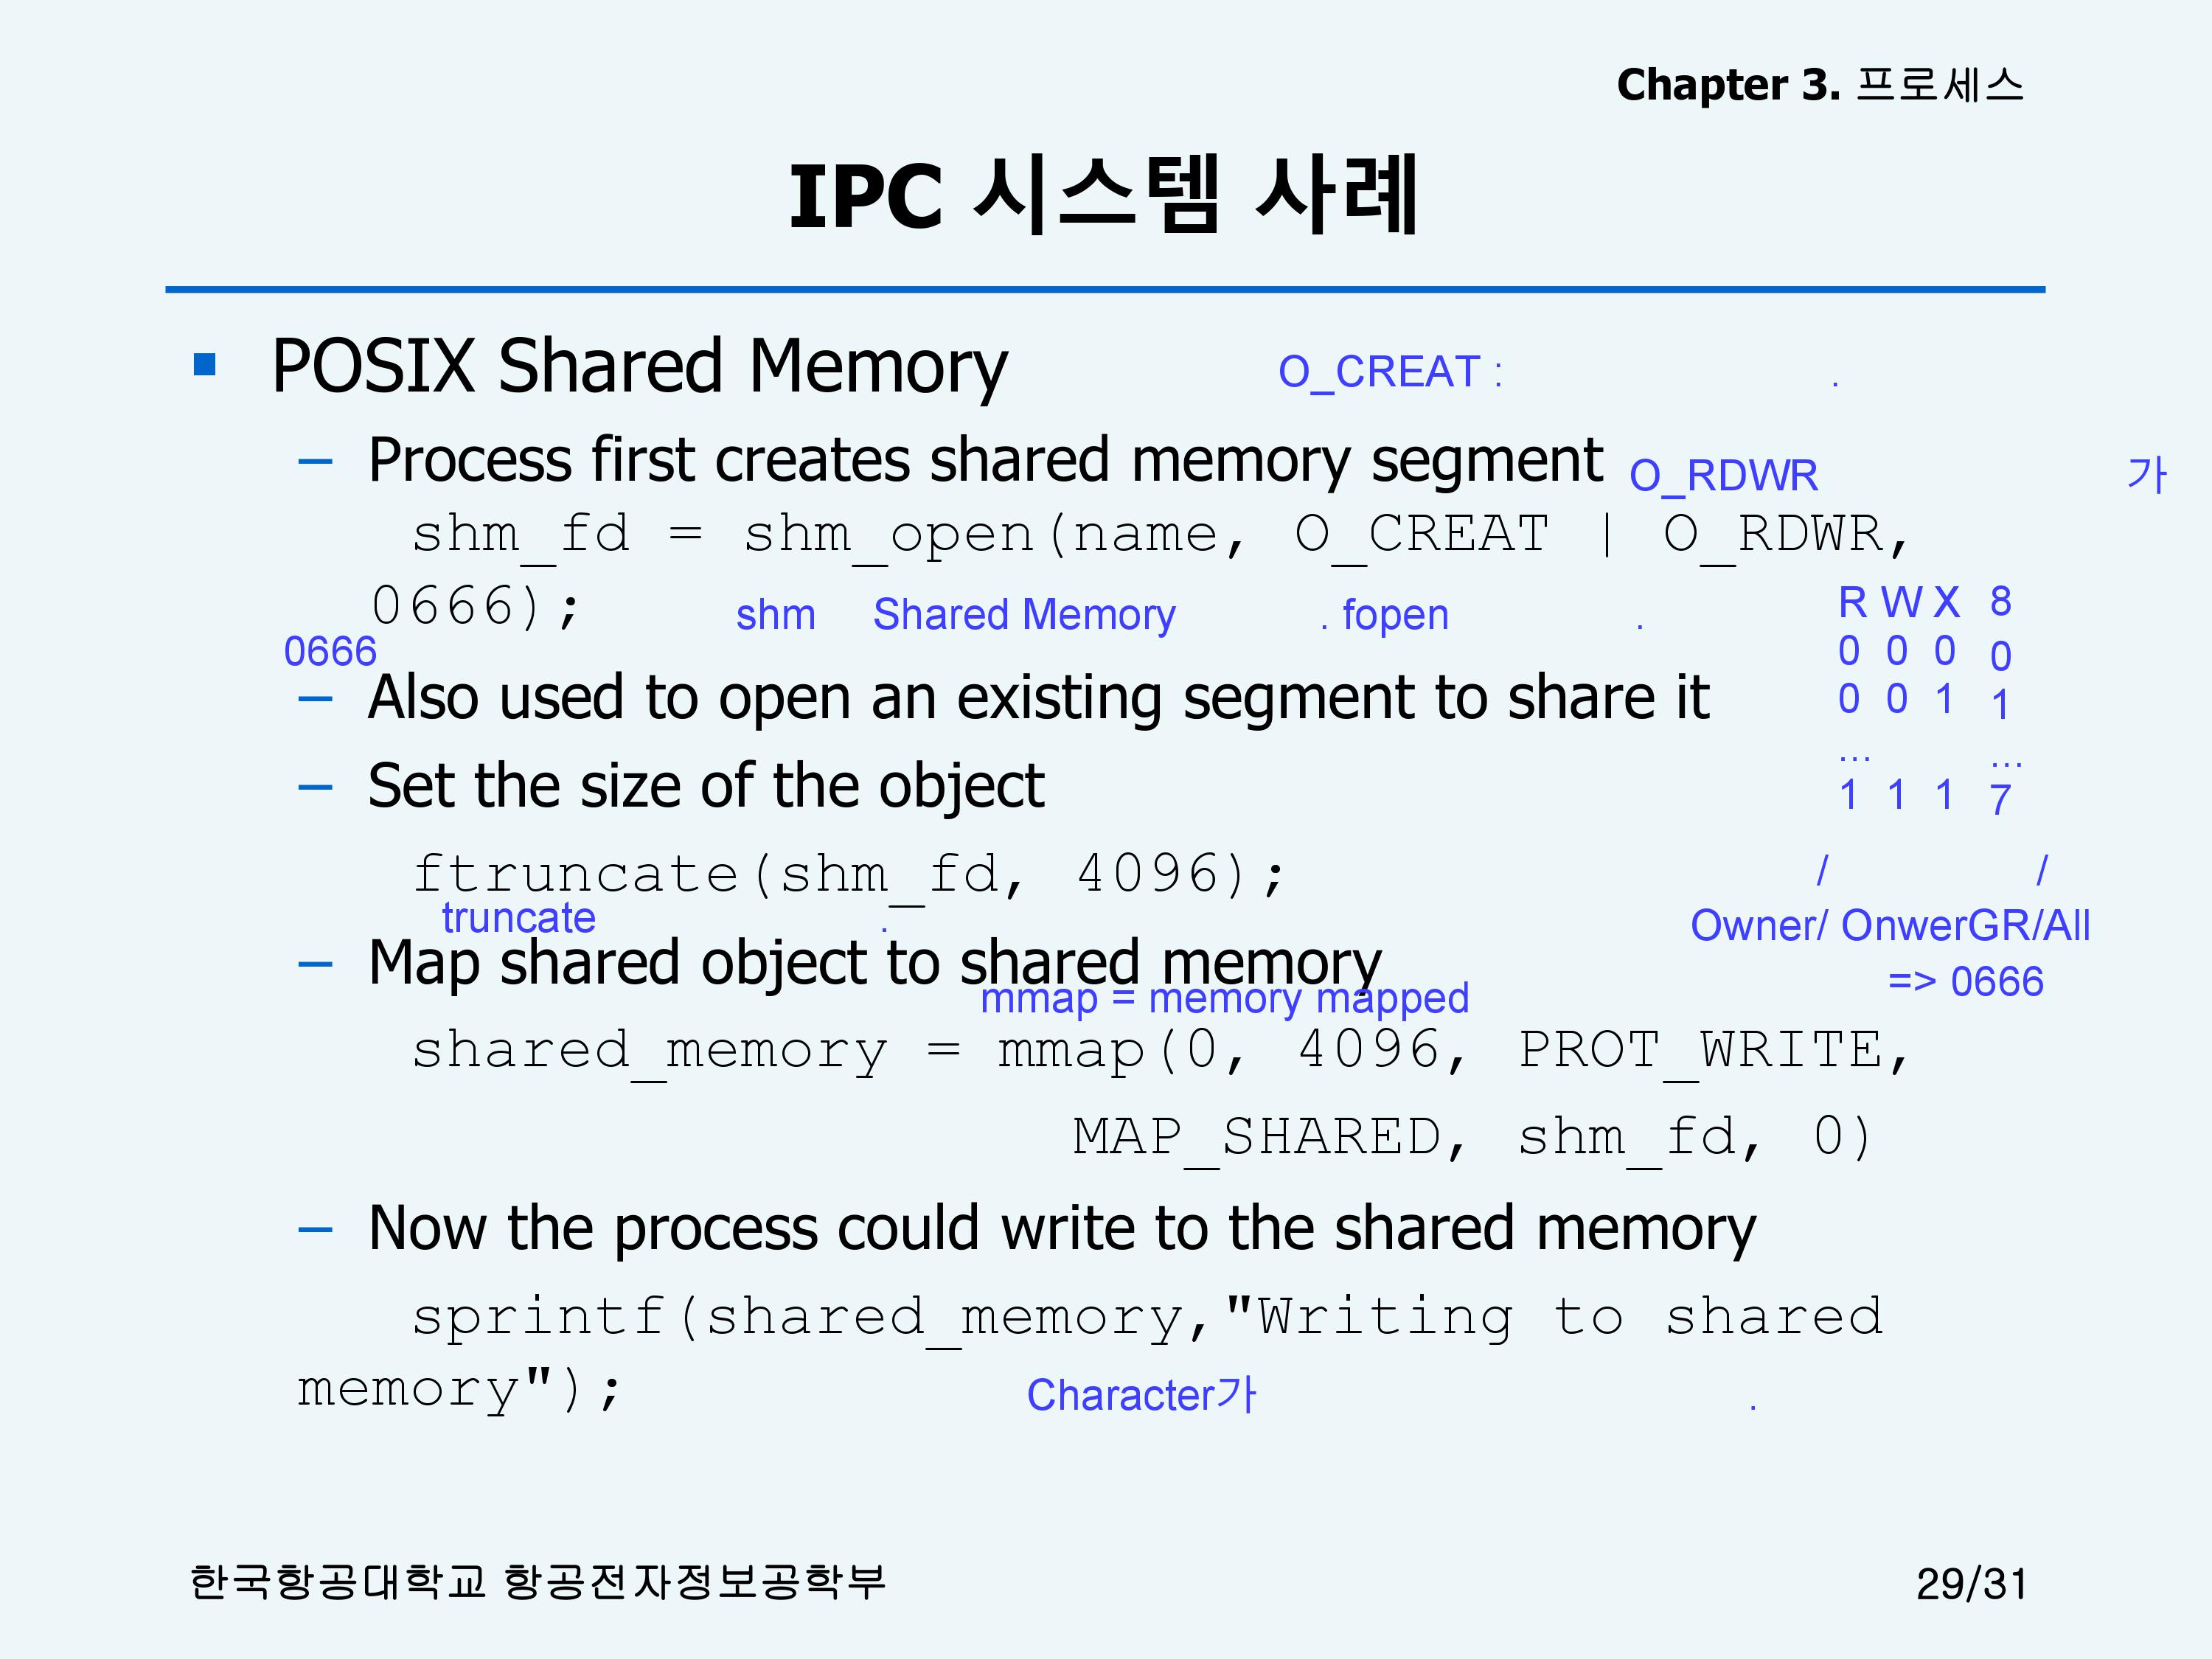 Chapter 3. 프로세스
IPC 시스템 사례
▪ POSIX Shared Memory
O_CREAT : .
– Process first creates shared memory segment
O_RDWR 가
shm_fd = shm_open(name, O_CREAT | O_RDWR,
0666);
shm Shared Memory . fopen .
R W X 8
0666
0 0 0 0
– Also used to open an existing segment to share it
0 0 1 1
... ...
– Set the size of the object
1 1 1 7
ftruncate(shm_fd, 4096);
/ /
truncate .
Owner/ OnwerGR/All
– Map shared object to shared memory
=> 0666
mmap = memory mapped
shared_memory = mmap(0, 4096, PROT_WRITE,
MAP_SHARED, shm_fd, 0)
– Now the process could write to the shared memory
sprintf(shared_memory,"Writing to shared
memory");
Character가 .
한국항공대학교 항공전자정보공학부
29/31